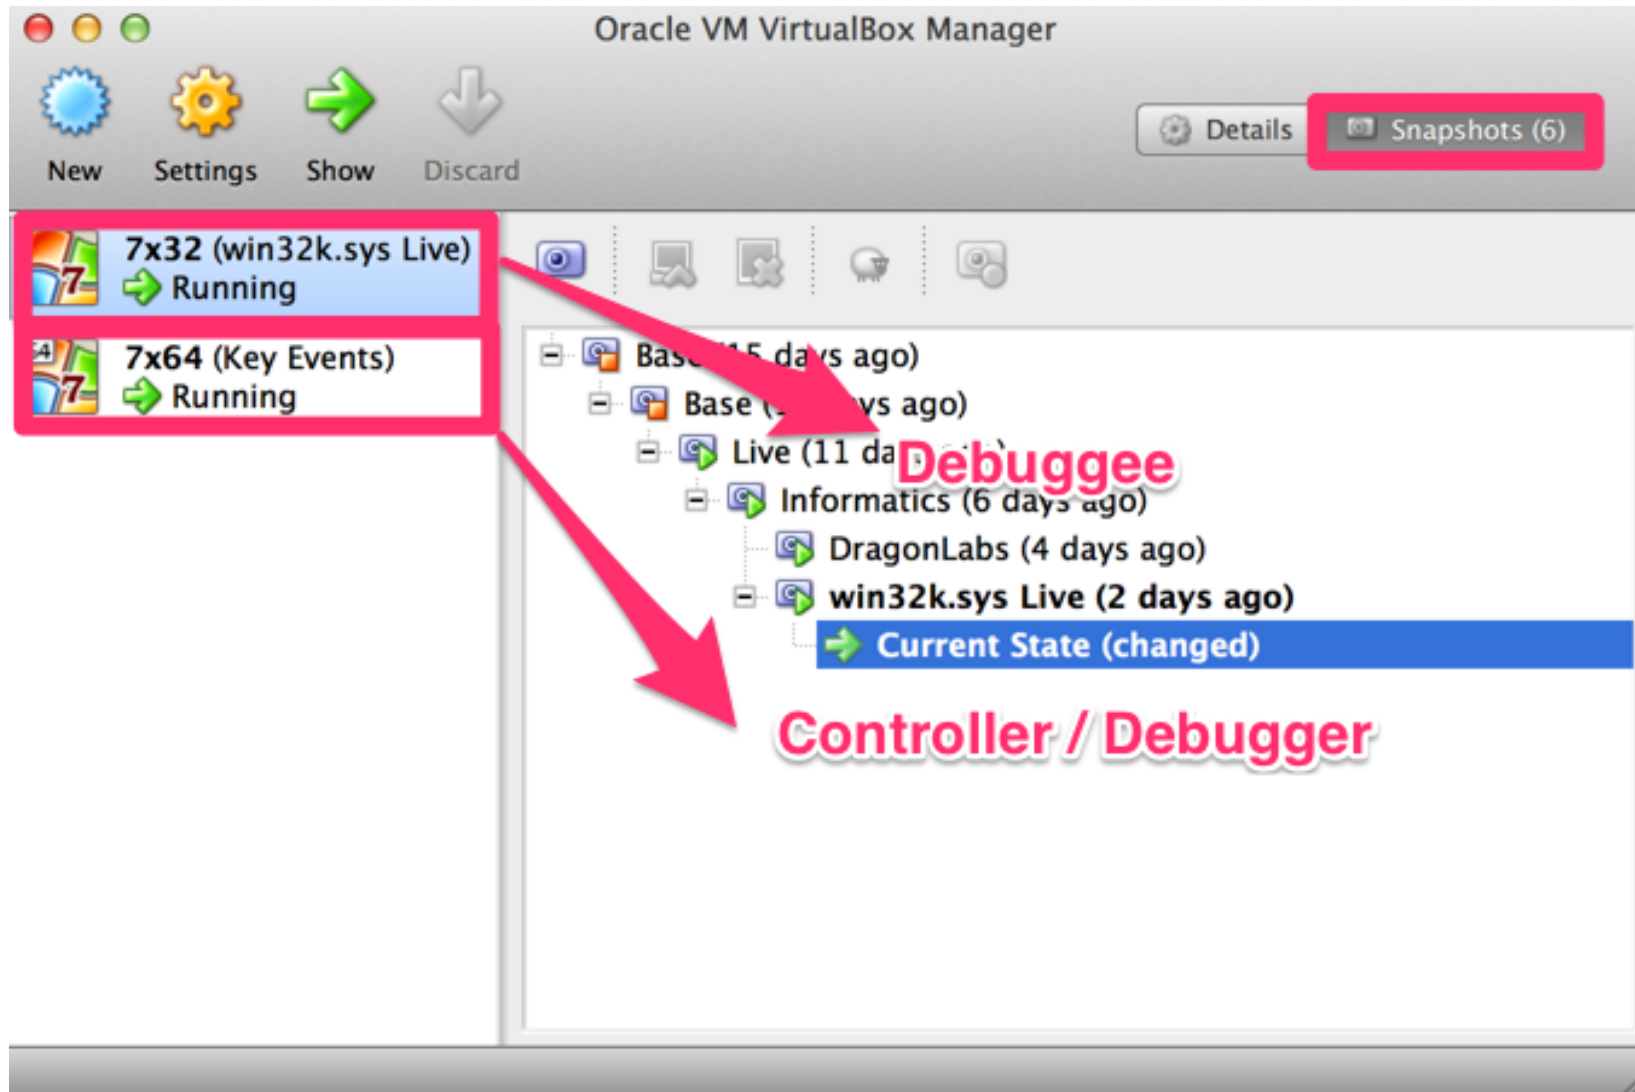 Oracle VM VirtualBox Manager
New Settings Show Discard
Details Snapshots (6)
7x32 (win32k.sys Live)
Running
7x64 (Key Events)
Running
Base days ago)
Base ago)
Live (11
Debuggee
Informatics (6 days ago)
DragonLabs (4 days ago)
win32k.sys Live (2 days ago)
Current State (changed)
Controller / Debugger